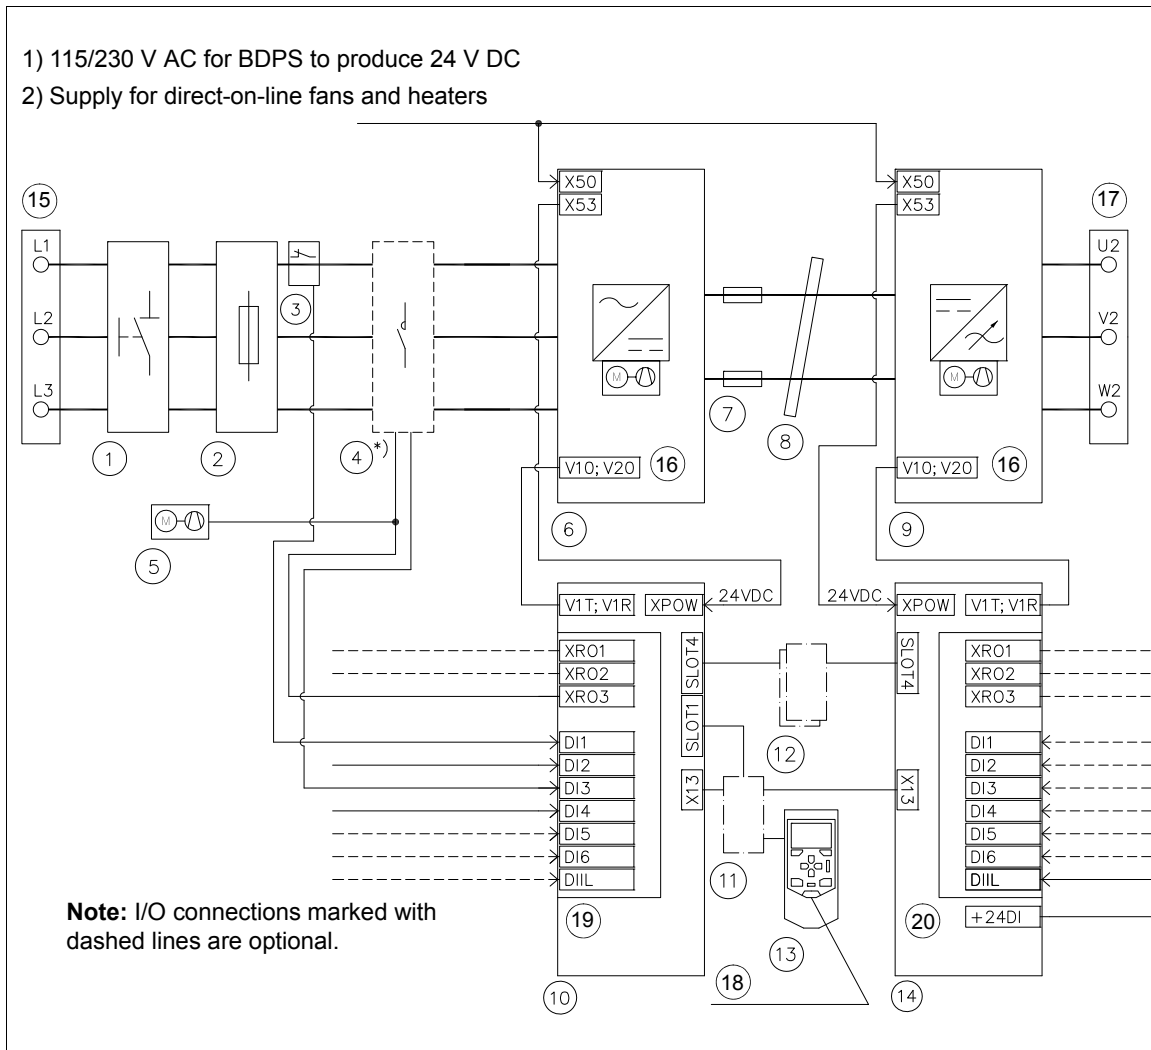 1) 115/230 V AC for BDPS to produce 24 V DC
2) Supply for direct-on-line fans and heaters
X50
X53
X50
X53
15
17
L1
L2
L3
U2
V2
W2
3
M
M
7
8
1
2
4 *)
V10; V20
16
V10; V20
16
M
5
6
9
V1T; V1R
XPOW
24VDC
24VDC
XPOW
V1T; V1R
XRO1
XRO2
XRO3
SLOT4
SLOT1
X13
SLOT4
X13
XRO1
XRO2
XRO3
12
DI1
DI2
DI3
DI4
DI5
DI6
DIIL
DI1
DI2
DI3
DI4
DI5
DI6
DIIL
+24DI
11
13
Note: I/O connections marked with
dashed lines are optional.
19
20
18
10
14